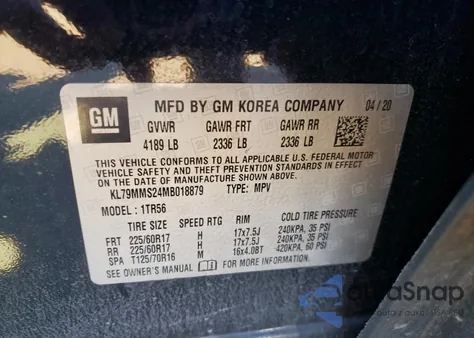 GM
MFD BY GM KOREA COMPANY 04/20
GVWR GAWR FRT GAWR RR
4189 LB 2336 LB 2336 LB
THIS VEHICLE CONFORMS TO ALL APPLICABLE U.S. FEDERAL MOTOR
VEHICLE SAFETY AND THEFT PREVENTION STANDARDS IN EFFECT ON
THE DATE OF MANUFACTURE SHOWN ABOVE.
KL79MMS24MB018879 TYPE: MPV
MODEL: 1TR56
TIRE SIZE SPEED RTG RIM COLD TIRE PRESSURE
FRT 225/60R17 H 17x7.5J 240KPA, 35 PSI
RR 225/60R17 H 17x7.5J 240KPA, 35 PSI
SPA T125/70R16 M 16x4.0BT 420KPA, 60 PSI
SEE OWNER'S MANUAL FOR ADDITIONAL INFORMATION.